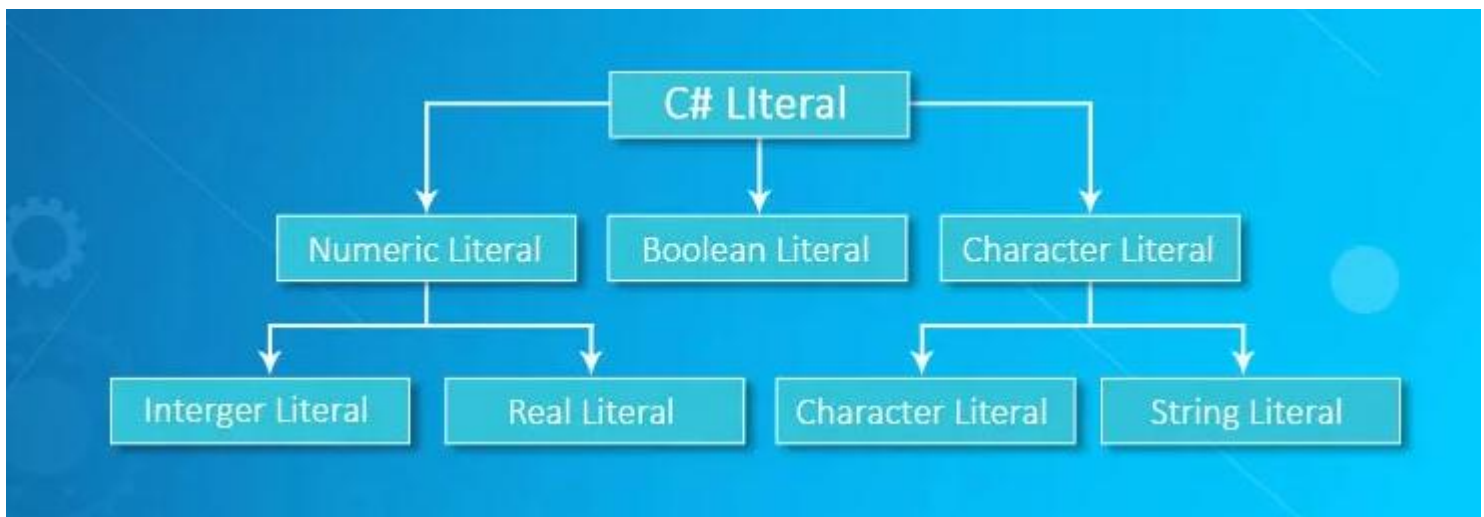 C# LIteral
Numeric Literal
Boolean Literal
Character Literal
Interger Literal
Real Literal
Character Literal
String Literal